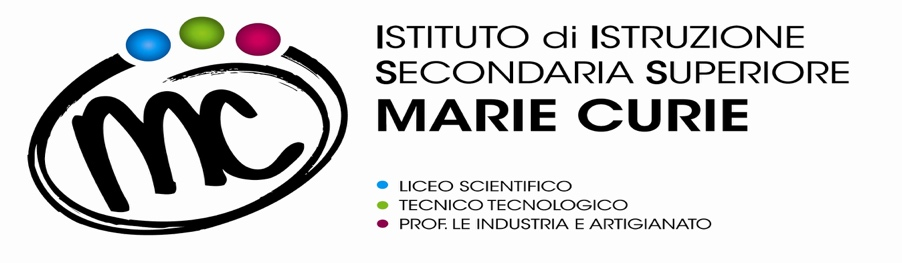 mc
ISTITUTO di ISTRUZIONE
SECONDARIA SUPERIORE
MARIE CURIE
LICEO SCIENTIFICO
TECNICO TECNOLOGICO
PROF. LE INDUSTRIA E ARTIGIANATO